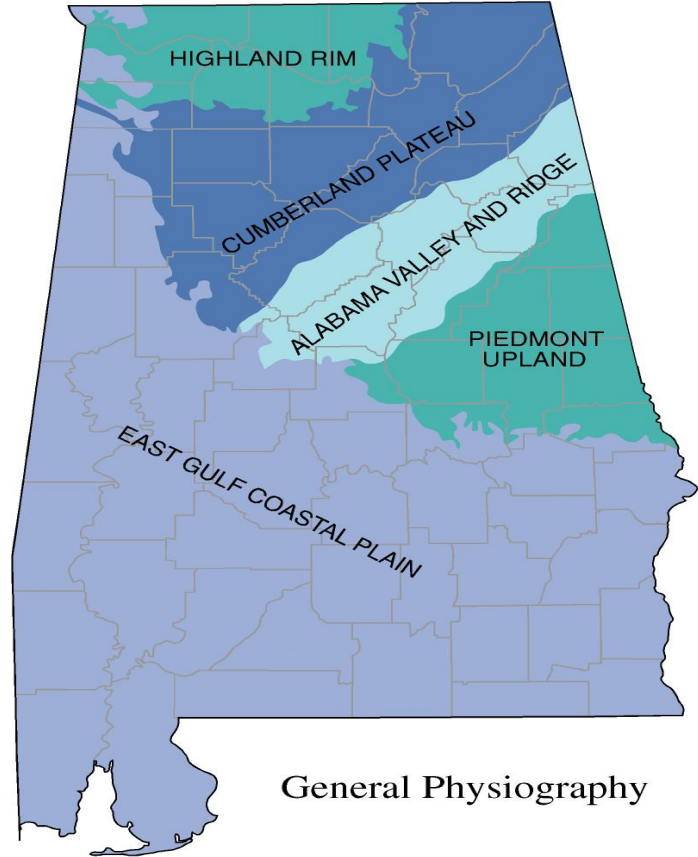 HIGHLAND RIM
CUMBERLAND PLATEAU
ALABAMA VALLEY AND RIDGE
PIEDMONT
UPLAND
EAST GULF COASTAL PLAIN
General Physiography